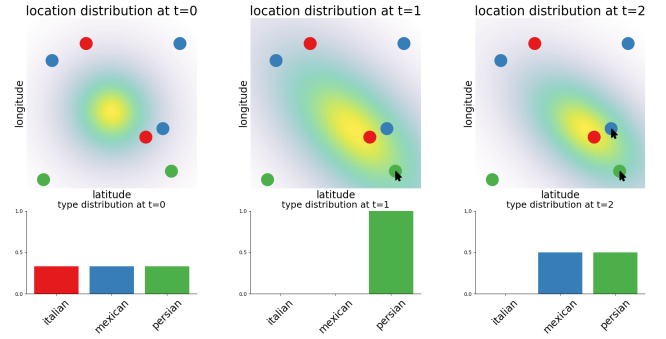 location distribution at t=0
longitude
latitude
type distribution at t=0
1.0
0.5
0.0
italian
mexican
persian
location distribution at t=1
longitude
latitude
type distribution at t=1
1.0
0.5
0.0
italian
mexican
persian
location distribution at t=2
longitude
latitude
type distribution at t=2
1.0
0.5
0.0
italian
mexican
persian